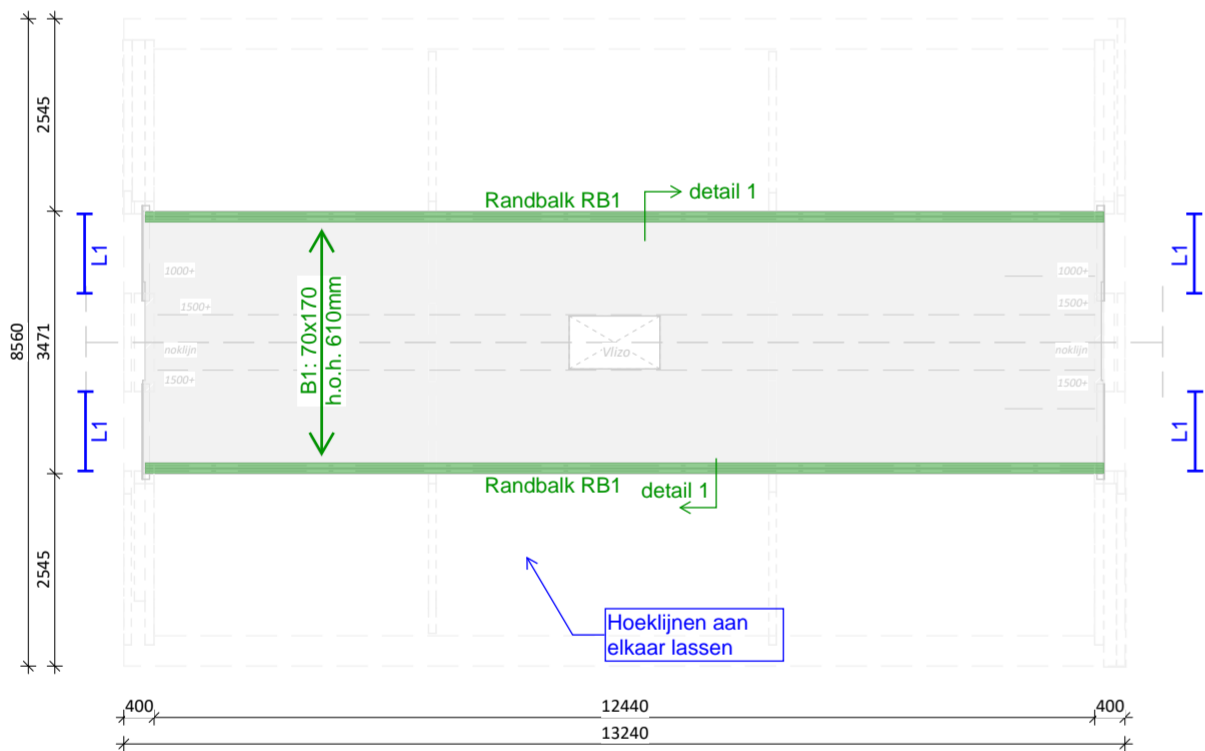 2545
Randbalk RB1
detail 1
L1
L1
1000+
1000+
1500+
1500+
8560
3471
B1: 70x170
h.o.h. 610mm
Vlizo
noklijn
noklijn
1500+
1500+
L1
L1
Randbalk RB1
detail 1
2545
Hoeklijnen aan
elkaar lassen
400
12440
400
13240